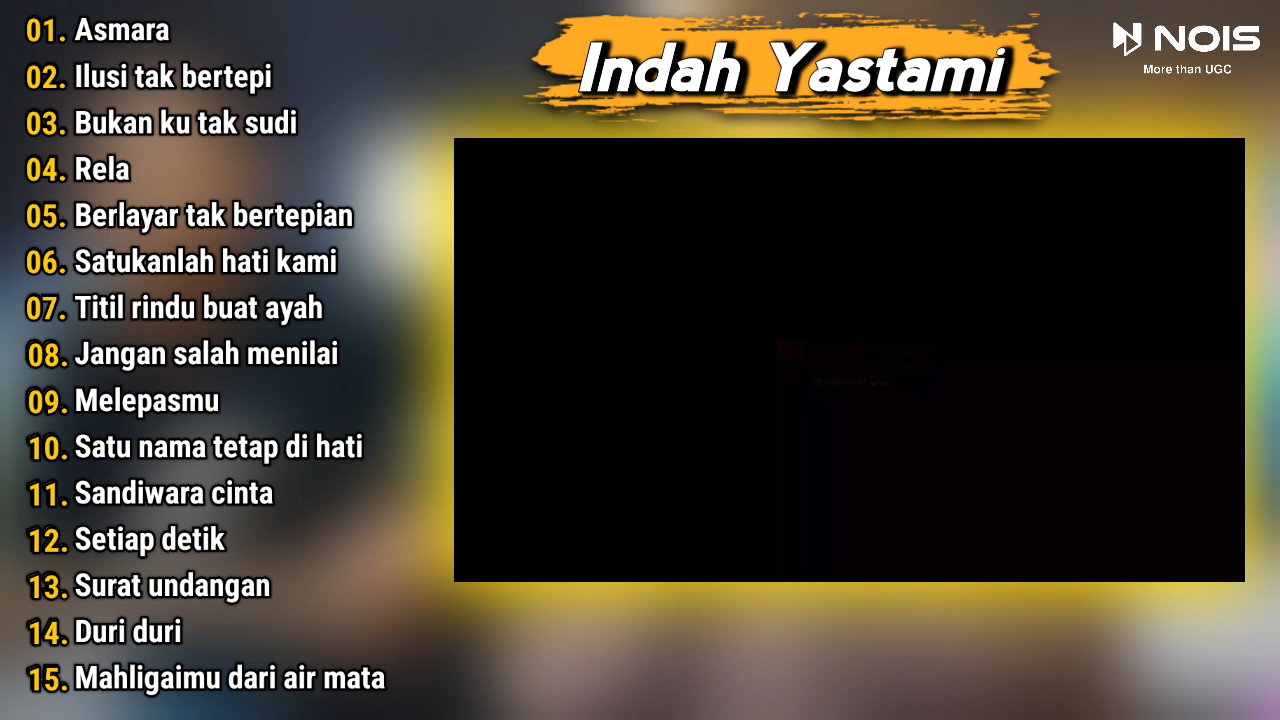 01. Asmara
02. Ilusi tak bertepi
03. Bukan ku tak sudi
04. Rela
05. Berlayar tak bertepian
06. Satukanlah hati kami
07. Titil rindu buat ayah
08. Jangan salah menilai
09. Melepasmu
10. Satu nama tetap di hati
11. Sandiwara cinta
12. Setiap detik
13. Surat undangan
14. Duri duri
15. Mahligaimu dari air mata
Indah Yastami
NOIS
More than UGC